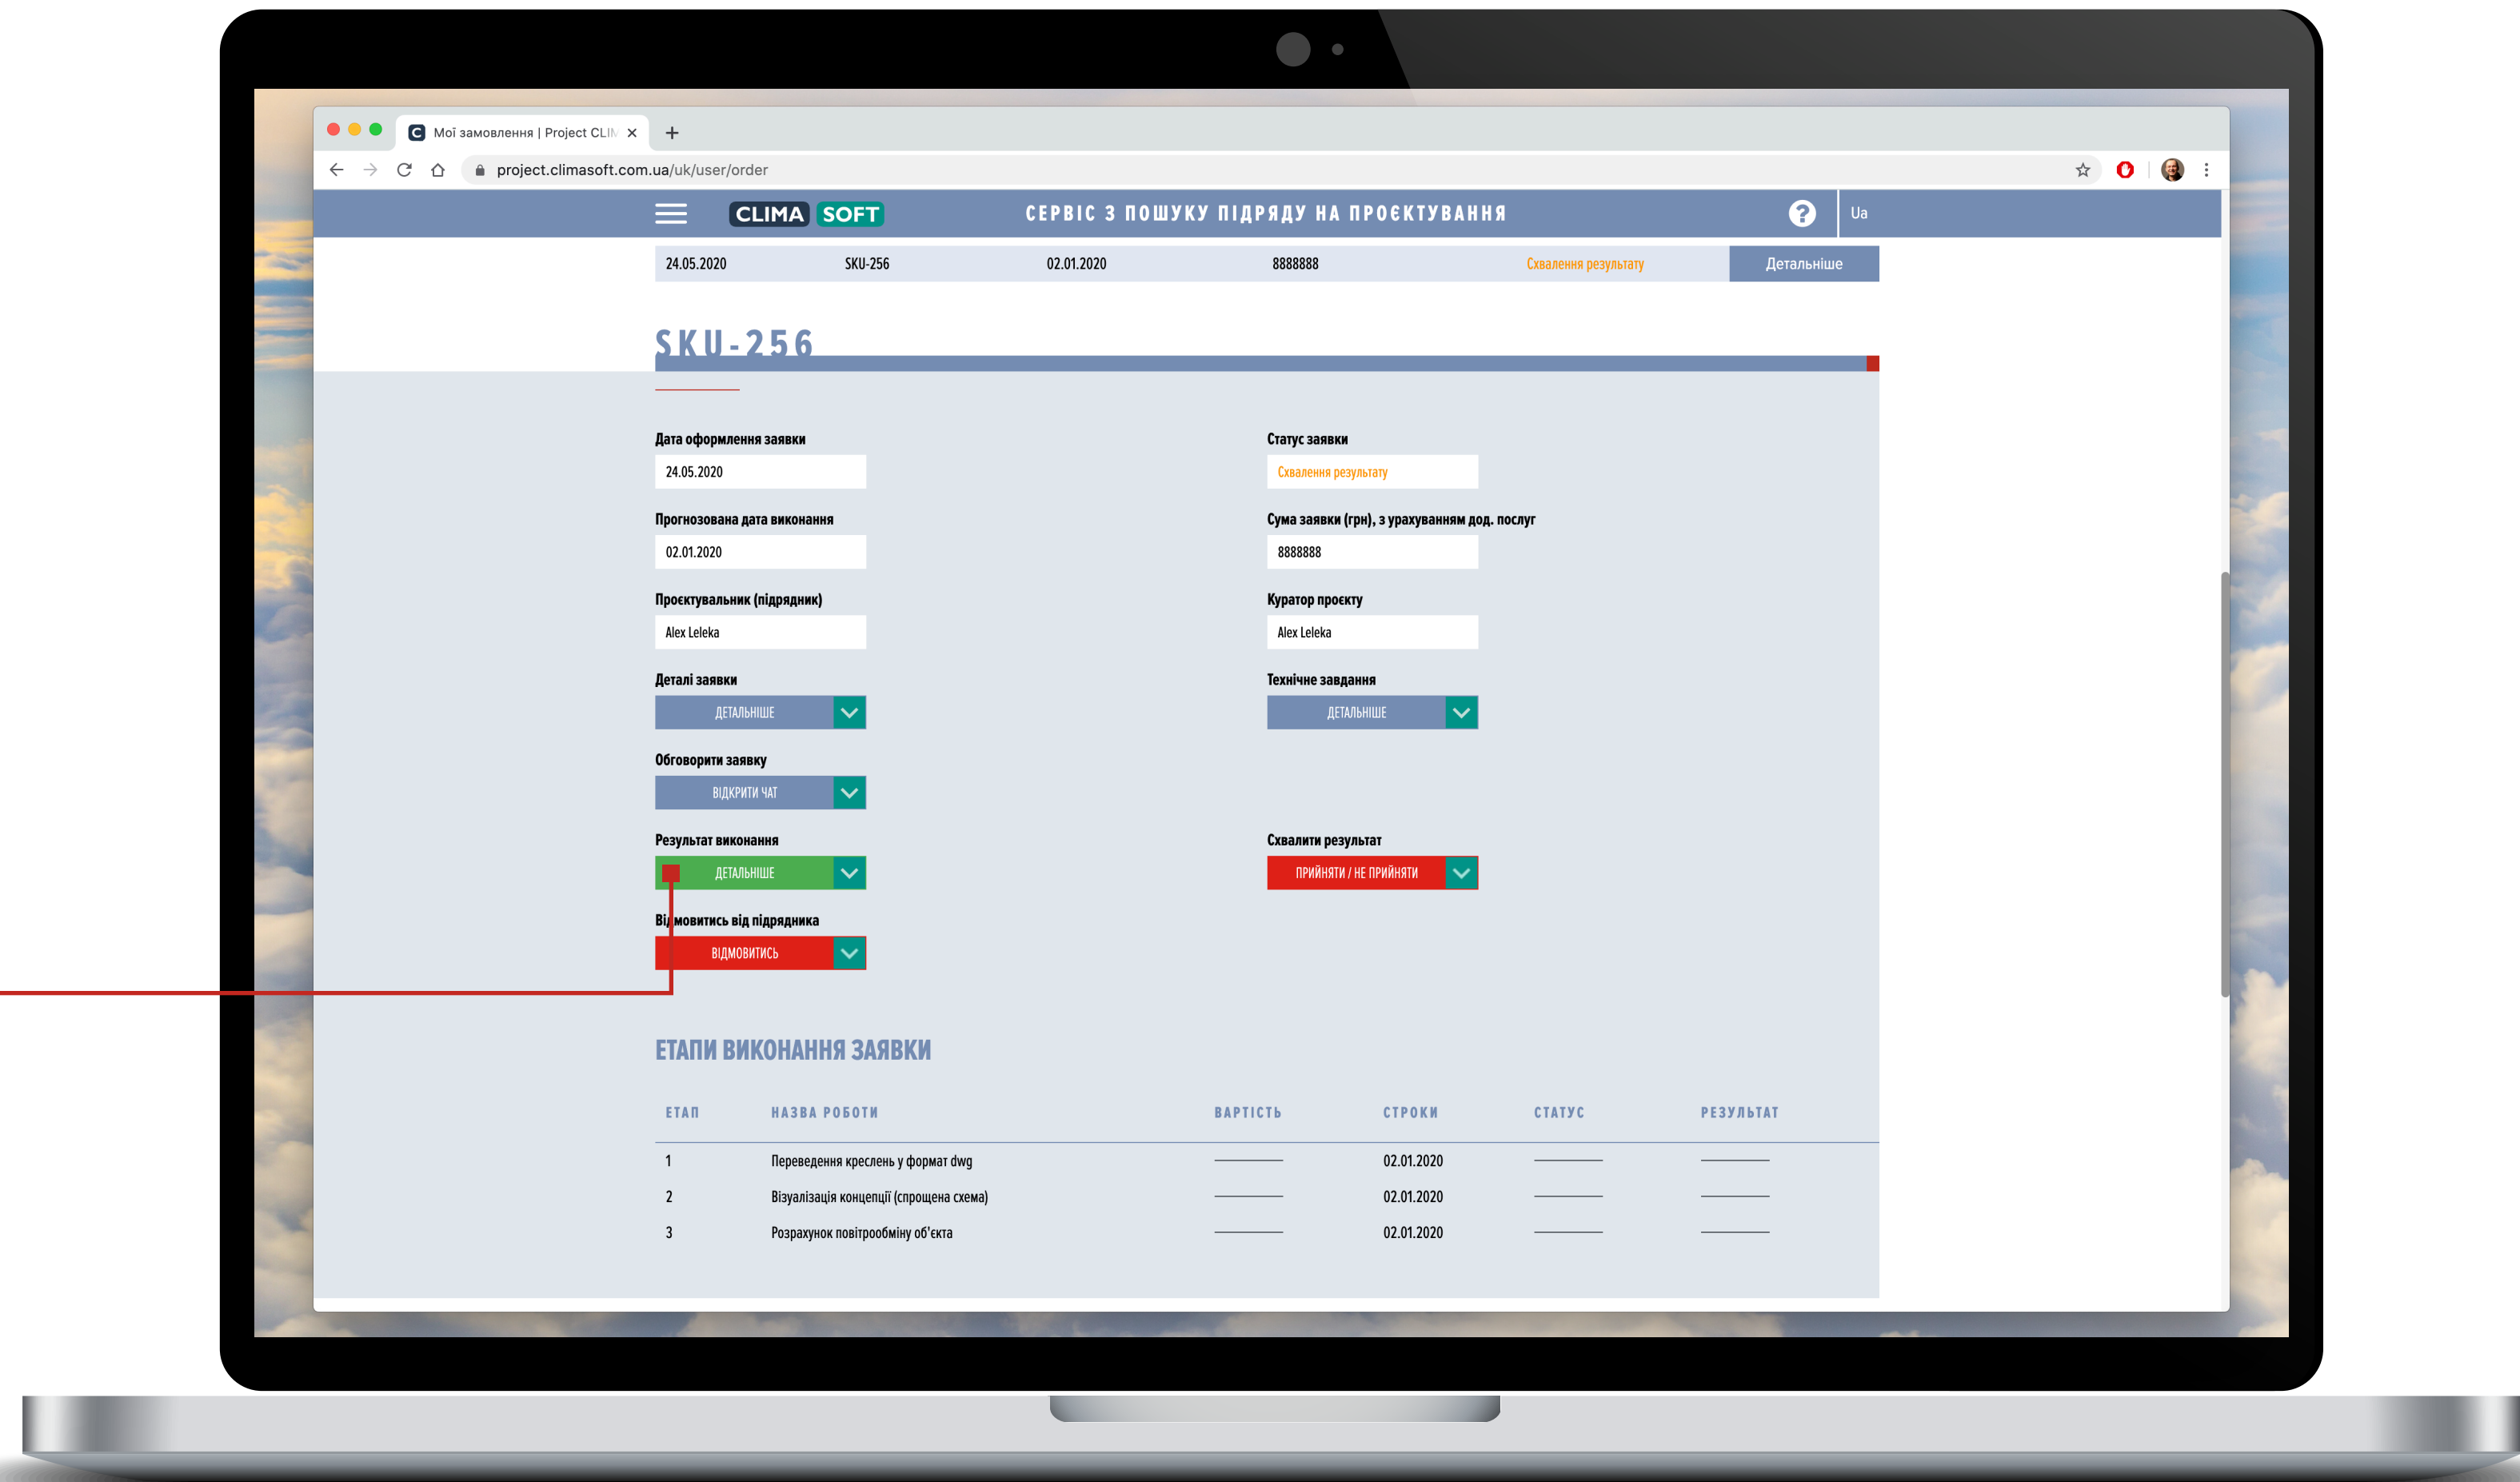 Мої замовлення | Project CLIM
project.climasoft.com.ua/uk/user/order
CLIMA SOFT
СЕРВІС З ПОШУКУ ПІДРЯДУ НА ПРОЄКТУВАННЯ
?
Ua
24.05.2020 SKU-256 02.01.2020 8888888 Схвалення результату Детальніше
SKU-256
Дата оформлення заявки Статус заявки
24.05.2020 Схвалення результату
Прогнозована дата виконання Сума заявки (грн), з урахуванням дод. послуг
02.01.2020 8888888
Проєктувальник (підрядник) Куратор проєкту
Alex Leleka Alex Leleka
Деталі заявки Технічне завдання
ДЕТАЛЬНІШЕ ДЕТАЛЬНІШЕ
Обговорити заявку
ВІДКРИТИ ЧАТ
Результат виконання Схвалити результат
ДЕТАЛЬНІШЕ ПРИЙНЯТИ / НЕ ПРИЙНЯТИ
Відмовитись від підрядника
ВІДМОВИТИСЬ
ЕТАПИ ВИКОНАННЯ ЗАЯВКИ
ЕТАП НАЗВА РОБОТИ ВАРТІСТЬ СТРОКИ СТАТУС РЕЗУЛЬТАТ
1 Переведення креслень у формат dwg 02.01.2020
2 Візуалізація концепції (спрощена схема) 02.01.2020
3 Розрахунок повітрообміну об'єкта 02.01.2020